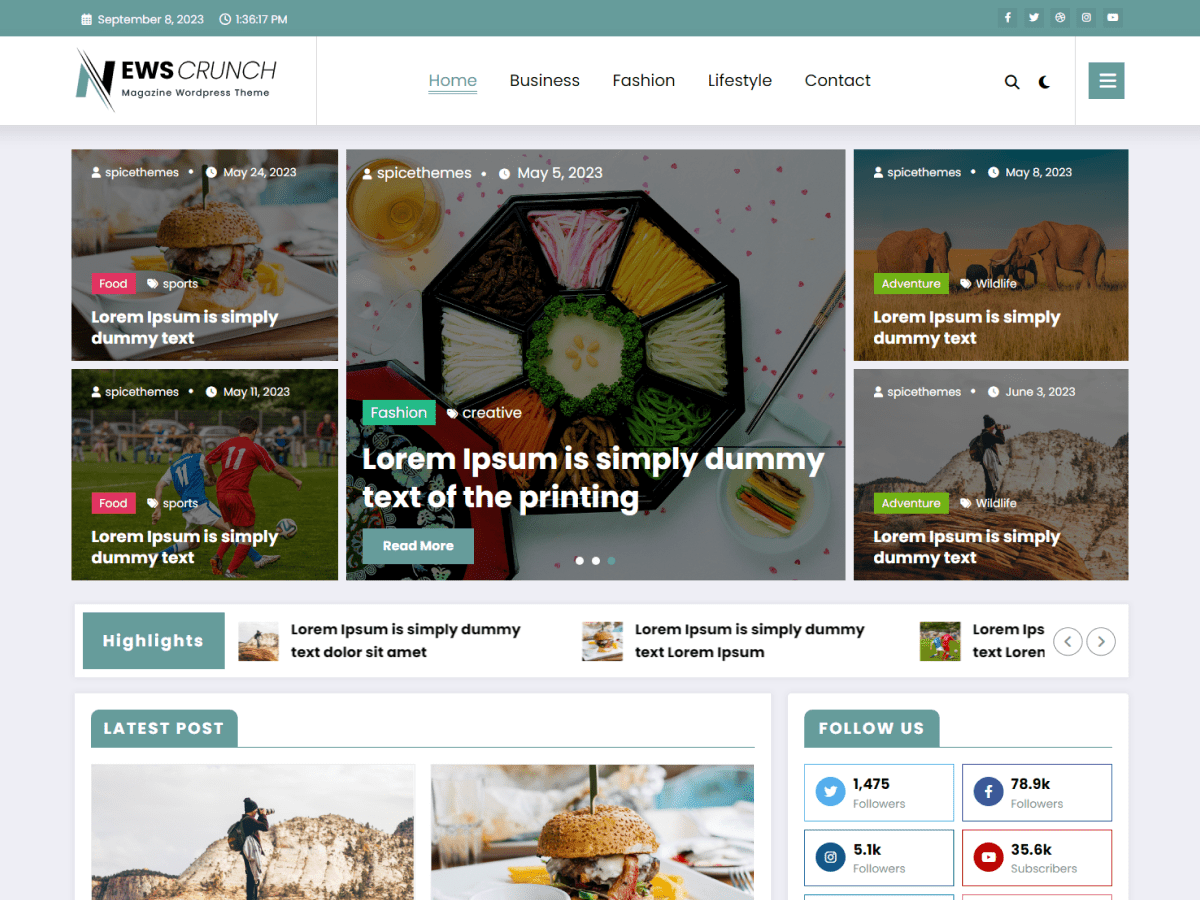 September 8, 2023 1:36:17 PM
EWS CRUNCH
Magazine Wordpress Theme
Home Business Fashion Lifestyle Contact
spicethemes • May 24, 2023
Food sports
Lorem Ipsum is simply
dummy text
spicethemes • May 11, 2023
11
11
Food sports
Lorem Ipsum is simply
dummy text
spicethemes • May 5, 2023
Fashion creative
Lorem Ipsum is simply dummy
text of the printing
Read More
spicethemes • May 8, 2023
Adventure Wildlife
Lorem Ipsum is simply
dummy text
spicethemes • June 3, 2023
Adventure Wildlife
Lorem Ipsum is simply
dummy text
Highlights
Lorem Ipsum is simply dummy
text dolor sit amet
Lorem Ipsum is simply dummy
text Lorem Ipsum
Lorem Ips
text Loren
LATEST POST
FOLLOW US
1,475
Followers
78.9k
Followers
5.1k
Followers
35.6k
Subscribers